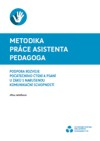 METODIKA
PRÁCE ASISTENTA
PEDAGOGA
PODPORA ROZVOJE
POČÁTEČNÍHO ČTENÍ A PSANÍ
U ŽÁKŮ S NARUŠENOU
KOMUNIKAČNÍ SCHOPNOSTÍ